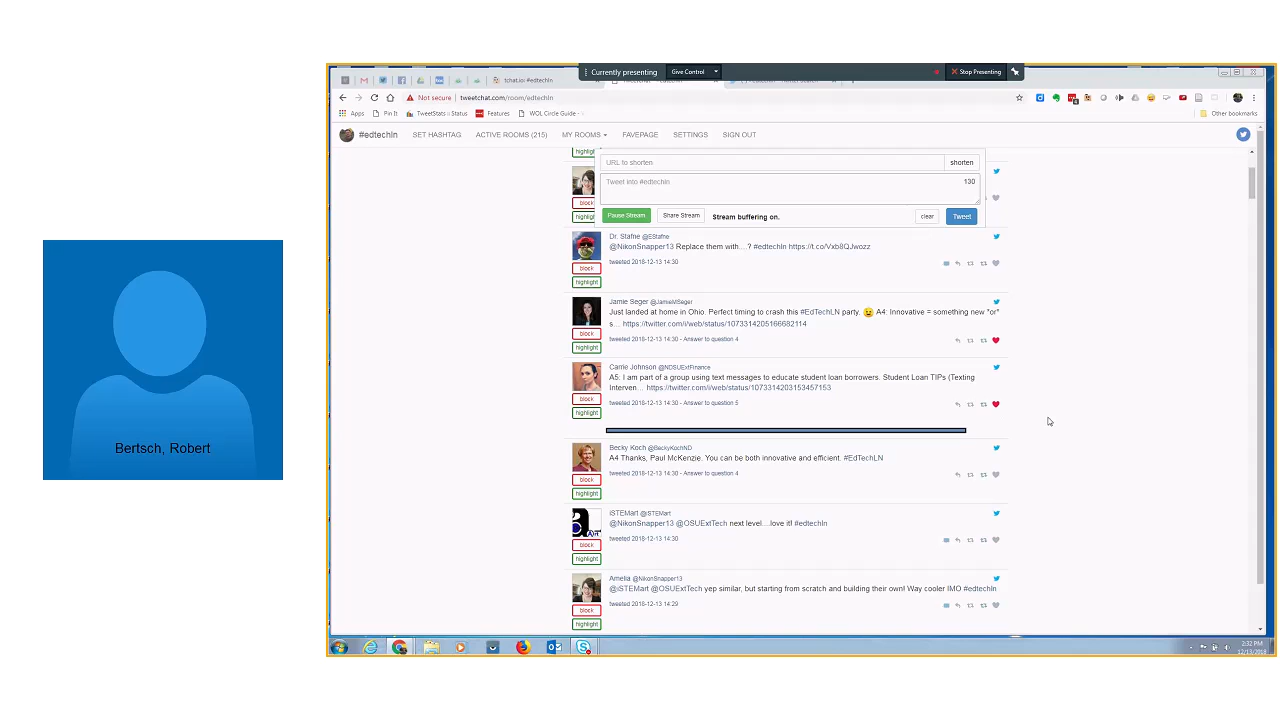 Currently presenting Give Control Stop Presenting
tchat.io: #edtechln
Not secure tweetchat.com/room/edtechln
Apps Pin It TweetStats :: Status Features WOL Circle Guide - Other bookmarks
#edtechln SET HASHTAG ACTIVE ROOMS (215) MY ROOMS FAVEPAGE SETTINGS SIGN OUT
URL to shorten shorten
Tweet into #edtechln 130
block
highlight
Pause Stream Share Stream Stream buffering on. clear Tweet
Dr. Stafne @EStafne
@NikonSnapper13 Replace them with....? #edtechln https://t.co/Vxb8QJwozz
tweeted 2018-12-13 14:30
block
highlight
Jamie Seger @JamieMSeger
Just landed at home in Ohio. Perfect timing to crash this #EdTechLN party. 😉 A4: Innovative = something new *or*
s… https://twitter.com/i/web/status/1073314205166682114
tweeted 2018-12-13 14:30 - Answer to question 4
block
highlight
Carrie Johnson @NDSUExtFinance
A5: I am part of a group using text messages to educate student loan borrowers. Student Loan TIPs (Texting
Interven… https://twitter.com/i/web/status/1073314203153457153
tweeted 2018-12-13 14:30 - Answer to question 5
block
highlight
Becky Koch @BeckyKochND
A4 Thanks, Paul McKenzie. You can be both innovative and efficient. #EdTechLN
tweeted 2018-12-13 14:30 - Answer to question 4
block
highlight
iSTEMart @iSTEMart
@NikonSnapper13 @OSUExtTech next level....love it! #edtechln
tweeted 2018-12-13 14:30
block
highlight
Amelia @NikonSnapper13
@iSTEMart @OSUExtTech yep similar, but starting from scratch and building their own! Way cooler IMO #edtechln
tweeted 2018-12-13 14:29
block
highlight
2:32 PM
12/13/2018
Bertsch, Robert